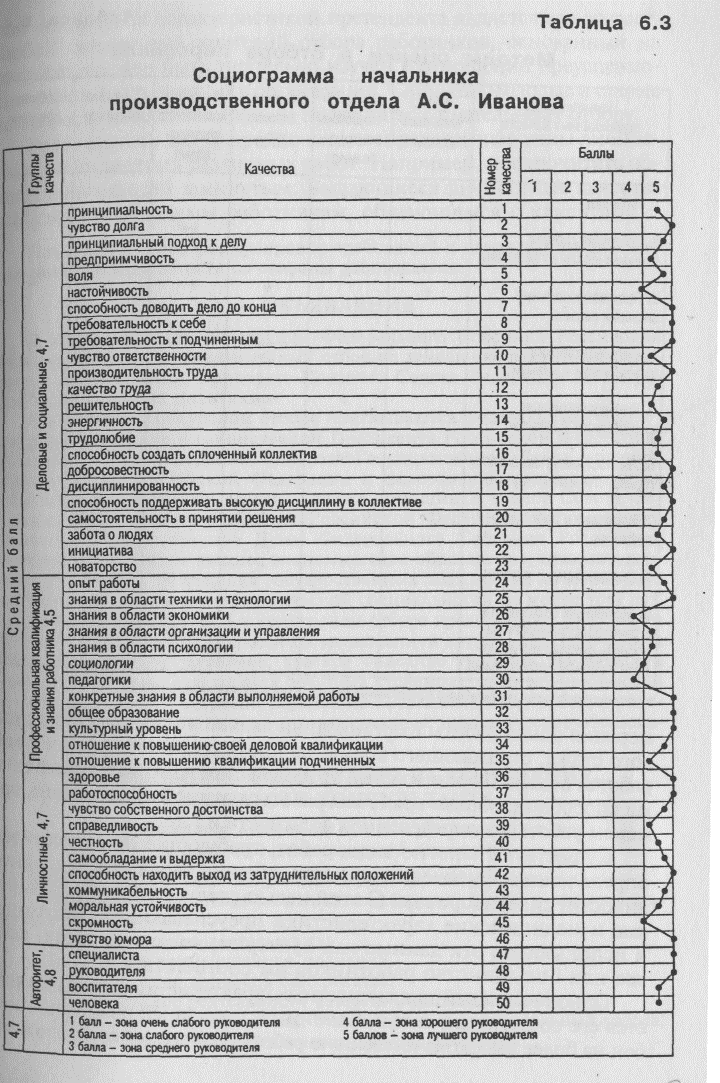 Таблица 6.3
Социограмма начальника
производственного отдела А.С. Иванова
Группы качеств
Качества
Номер качества
Баллы
1 2 3 4 5
Средний балл
Деловые и социальные, 4,7
принципиальность 1
чувство долга 2
принципиальный подход к делу 3
предприимчивость 4
воля 5
настойчивость 6
способность доводить дело до конца 7
требовательность к себе 8
требовательность к подчиненным 9
чувство ответственности 10
производительность труда 11
качество труда 12
решительность 13
энергичность 14
трудолюбие 15
способность создать сплоченный коллектив 16
добросовестность 17
дисциплинированность 18
способность поддерживать высокую дисциплину в коллективе 19
самостоятельность в принятии решения 20
забота о людях 21
инициатива 22
новаторство 23
Профессиональная квалификация
и знания работника 4,5
опыт работы 24
знания в области техники и технологии 25
знания в области экономики 26
знания в области организации и управления 27
знания в области психологии 28
социологии 29
педагогики 30
конкретные знания в области выполняемой работы 31
общее образование 32
культурный уровень 33
отношение к повышению своей деловой квалификации 34
отношение к повышению квалификации подчиненных 35
Личностные, 4,7
здоровье 36
работоспособность 37
чувство собственного достоинства 38
справедливость 39
честность 40
самообладание и выдержка 41
способность находить выход из затруднительных положений 42
коммуникабельность 43
моральная устойчивость 44
скромность 45
чувство юмора 46
Авторитет,
4,8
специалиста 47
руководителя 48
воспитателя 49
человека 50
4,7
1 балл – зона очень слабого руководителя 4 балла – зона хорошего руководителя
2 балла – зона слабого руководителя 5 баллов – зона лучшего руководителя
3 балла – зона среднего руководителя